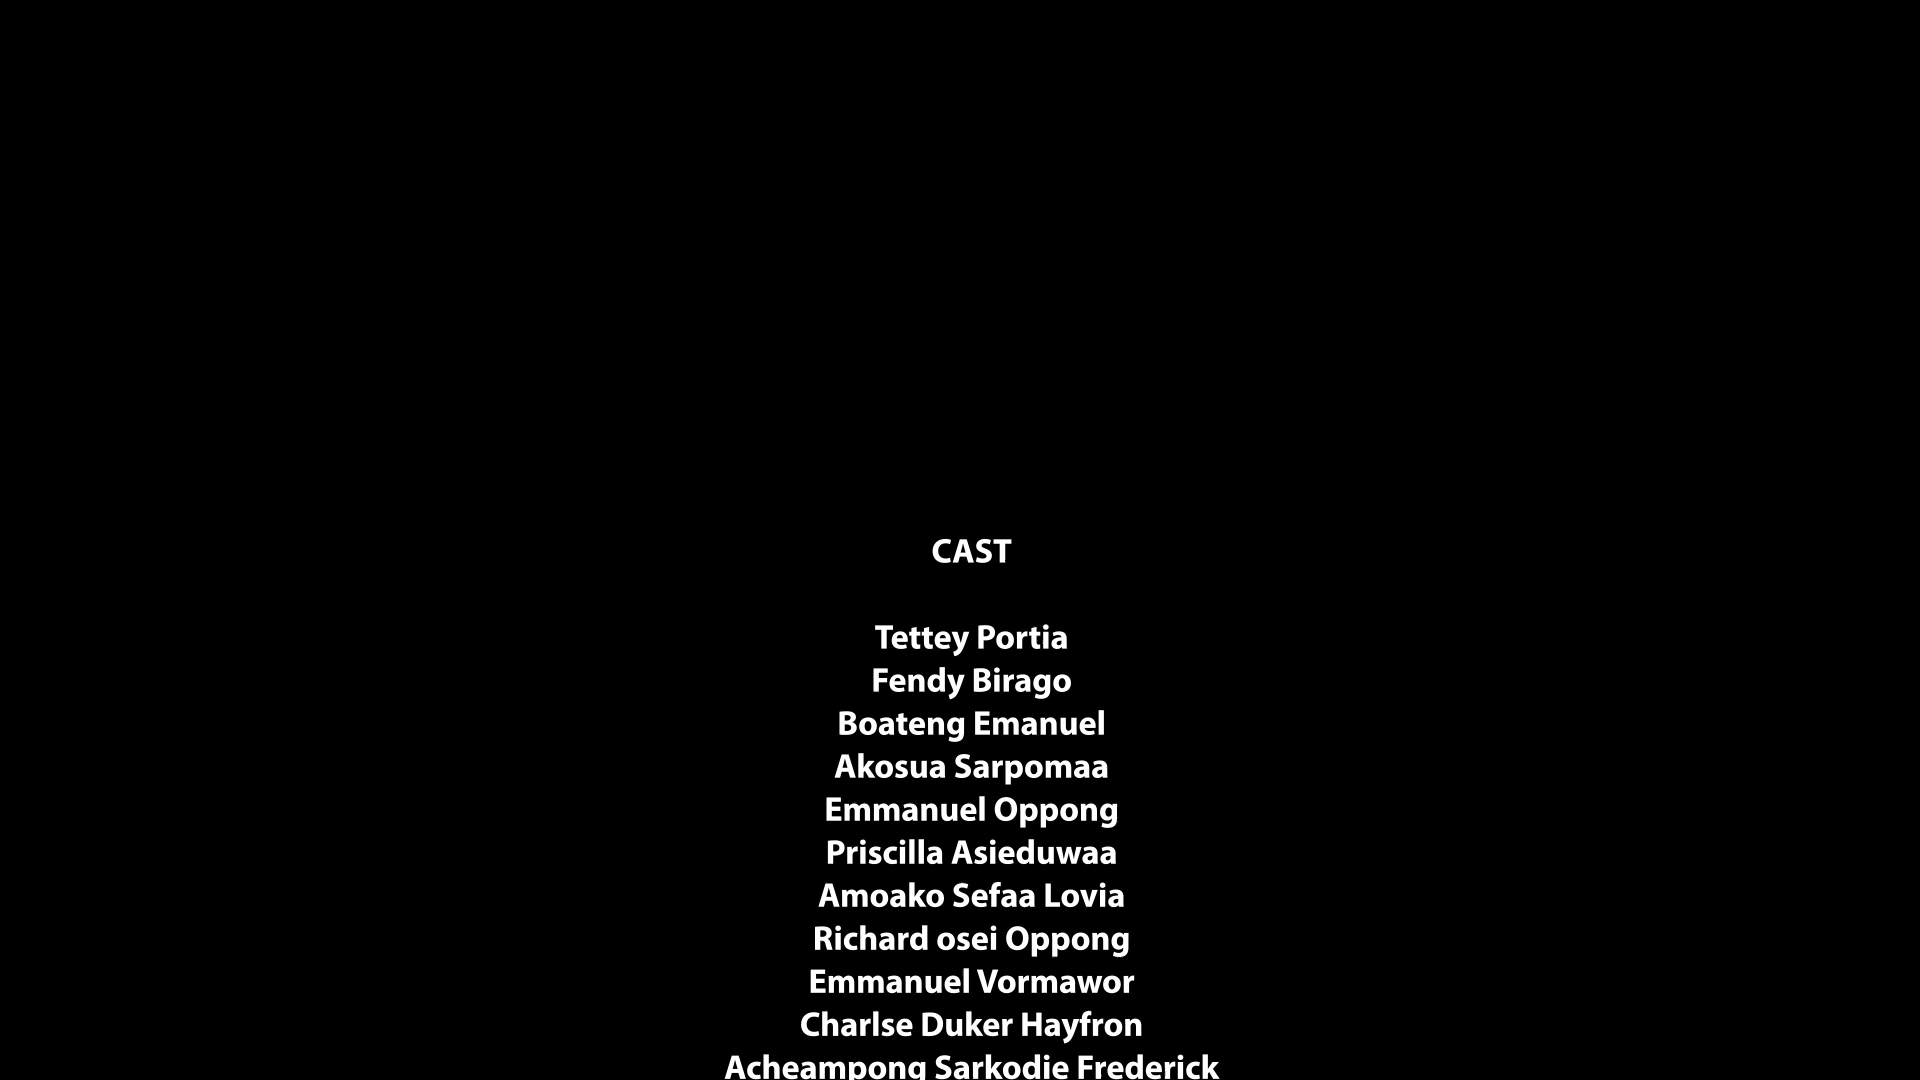 CAST
Tettey Portia
Fendy Birago
Boateng Emanuel
Akosua Sarpomaa
Emmanuel Oppong
Priscilla Asieduwaa
Amoako Sefaa Lovia
Richard osei Oppong
Emmanuel Vormawor
Charlse Duker Hayfron
Acheampong Sarkodie Frederick